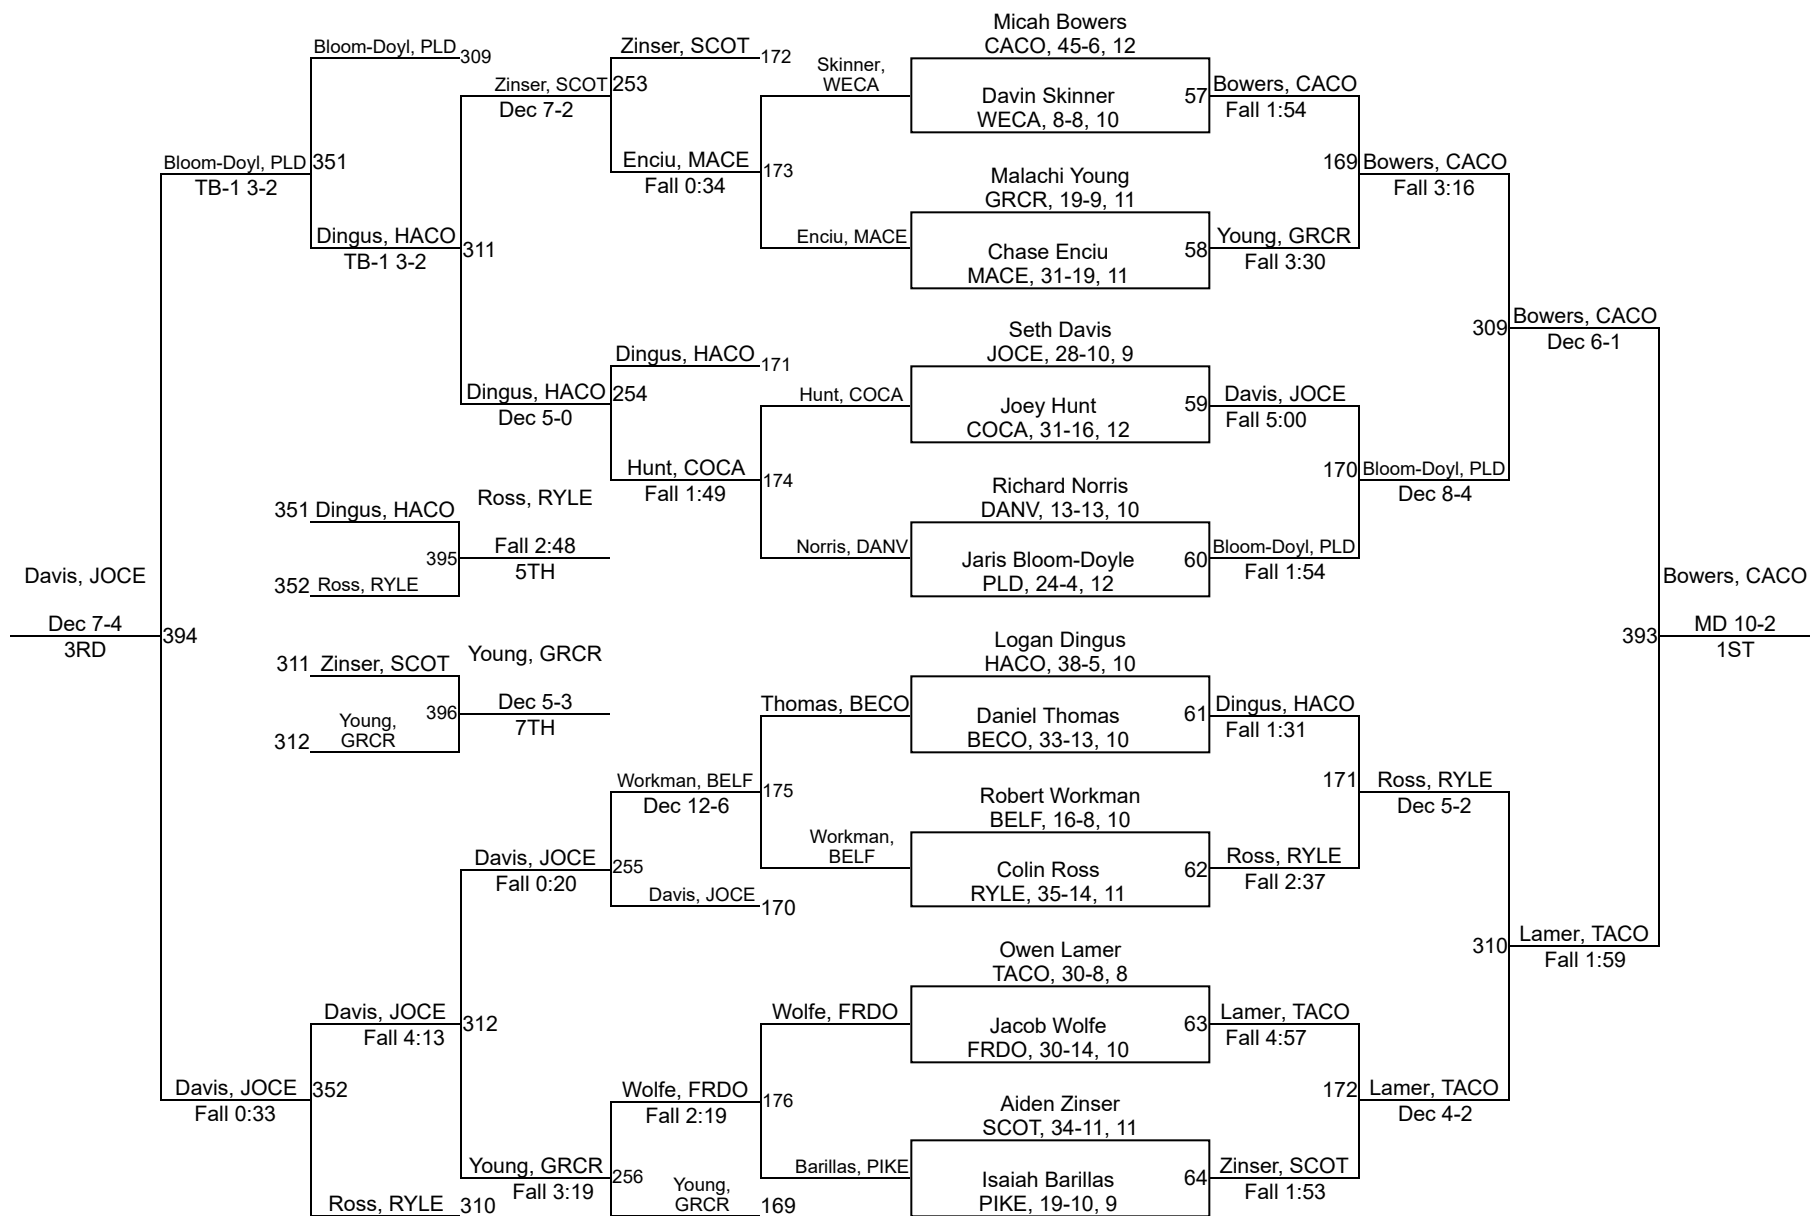 Micah Bowers
CACO, 45-6, 12
Davin Skinner
WECA, 8-8, 10
57
Malachi Young
GRCR, 19-9, 11
Chase Enciu
MACE, 31-19, 11
58
Seth Davis
JOCE, 28-10, 9
Joey Hunt
COCA, 31-16, 12
59
Richard Norris
DANV, 13-13, 10
Jaris Bloom-Doyle
PLD, 24-4, 12
60
Logan Dingus
HACO, 38-5, 10
Daniel Thomas
BECO, 33-13, 10
61
Robert Workman
BELF, 16-8, 10
Colin Ross
RYLE, 35-14, 11
62
Owen Lamer
TACO, 30-8, 8
Jacob Wolfe
FRDO, 30-14, 10
63
Aiden Zinser
SCOT, 34-11, 11
Isaiah Barillas
PIKE, 19-10, 9
64
Bowers, CACO
Fall 1:54
Young, GRCR
Fall 3:30
Davis, JOCE
Fall 5:00
Bloom-Doyl, PLD
Fall 1:54
Dingus, HACO
Fall 1:31
Ross, RYLE
Fall 2:37
Lamer, TACO
Fall 4:57
Zinser, SCOT
Fall 1:53
169
Bowers, CACO
Fall 3:16
170
Bloom-Doyl, PLD
Dec 8-4
171
Ross, RYLE
Dec 5-2
172
Lamer, TACO
Dec 4-2
309
Bowers, CACO
Dec 6-1
310
Lamer, TACO
Fall 1:59
393
Bowers, CACO
MD 10-2
1ST
Skinner,
WECA
Enciu, MACE
Hunt, COCA
Norris, DANV
Thomas, BECO
Workman,
BELF
Wolfe, FRDO
Barillas, PIKE
Zinser, SCOT
172
Enciu, MACE
Fall 0:34
173
Dingus, HACO
171
Hunt, COCA
Fall 1:49
174
Workman, BELF
Dec 12-6
175
Davis, JOCE
170
Wolfe, FRDO
Fall 2:19
176
Young,
GRCR
169
Zinser, SCOT
Dec 7-2
253
Dingus, HACO
Dec 5-0
254
Davis, JOCE
Fall 0:20
255
Young, GRCR
Fall 3:19
256
Bloom-Doyl, PLD
309
Dingus, HACO
TB-1 3-2
311
Davis, JOCE
Fall 4:13
312
Ross, RYLE
310
Bloom-Doyl, PLD
TB-1 3-2
351
Davis, JOCE
Fall 0:33
352
Davis, JOCE
Dec 7-4
3RD
394
351
Dingus, HACO
352
Ross, RYLE
395
Ross, RYLE
Fall 2:48
5TH
311
Zinser, SCOT
312
Young,
GRCR
396
Young, GRCR
Dec 5-3
7TH